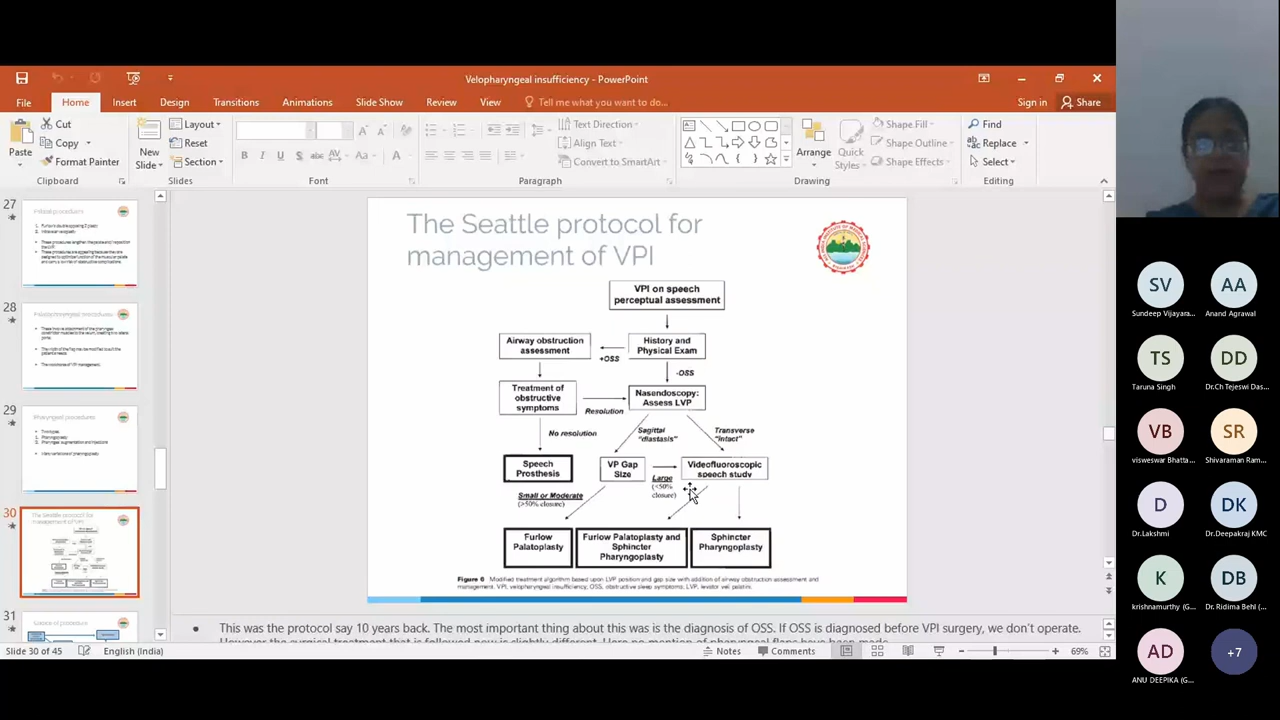 Velopharyngeal insufficiency - PowerPoint
File Home Insert Design Transitions Animations Slide Show Review View Tell me what you want to do... Sign in Share
Paste
Cut
Copy
Format Painter
Clipboard
New
Slide
Layout
Reset
Section
Slides
Font
Paragraph
Text Direction
Align Text
Convert to SmartArt
Arrange
Quick
Styles
Shape Fill
Shape Outline
Shape Effects
Drawing
Find
Replace
Select
Editing
27
28
29
Pharyngeal procedures
30
The Seattle protocol for
management of VPI
31
The Seattle protocol for
management of VPI
VPI on speech
perceptual assessment
Airway obstruction
assessment
+OSS
History and
Physical Exam
-OSS
Treatment of
obstructive
symptoms
Resolution
Nasendoscopy:
Assess LVP
No resolution
Sagittal
"diastasis"
Transverse
"intact"
Speech
Prosthesis
VP Gap
Size
Large
(<50%
closure)
Videofluoroscopic
speech study
Small or Moderate
(>50% closure)
Furlow
Palatoplasty
Furlow Palatoplasty and
Sphincter
Pharyngoplasty
Sphincter
Pharyngoplasty
Figure 6 Modified treatment algorithm based upon LVP position and gap size with addition of airway obstruction assessment and
management. VPI, velopharyngeal insufficiency; OSS, obstructive sleep symptoms; LVP, levator veli palatini.
• This was the protocol say 10 years back. The most important thing about this was the diagnosis of OSS. If OSS is diagnosed before VPI surgery, we don't operate.
Slide 30 of 45 English (India) Notes Comments 69%
SV
Sundeep Vijayara...
AA
Anand Agrawal
TS
Taruna Singh
DD
Dr.Ch Tejeswi Das...
VB
visweswar Bhatta...
SR
Shivaraman Ram...
D
Dr.Lakshmi
DK
Dr.Deepakraj KMC
K
krishnamurthy (G...
DB
Dr. Ridima Behl (...
AD
ANU DEEPIKA (G...
+7